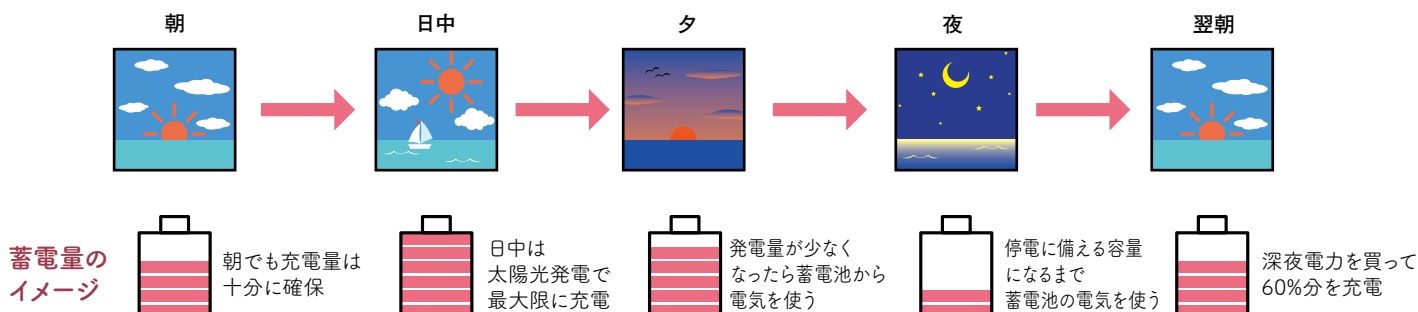 朝
日中
夕
夜
翌朝
蓄電量の
イメージ
朝でも充電量は
十分に確保
日中は
太陽光発電で
最大限に充電
発電量が少なく
なったら蓄電池から
電気を使う
停電に備える容量
になるまで
蓄電池の電気を使う
深夜電力を買って
60%分を充電